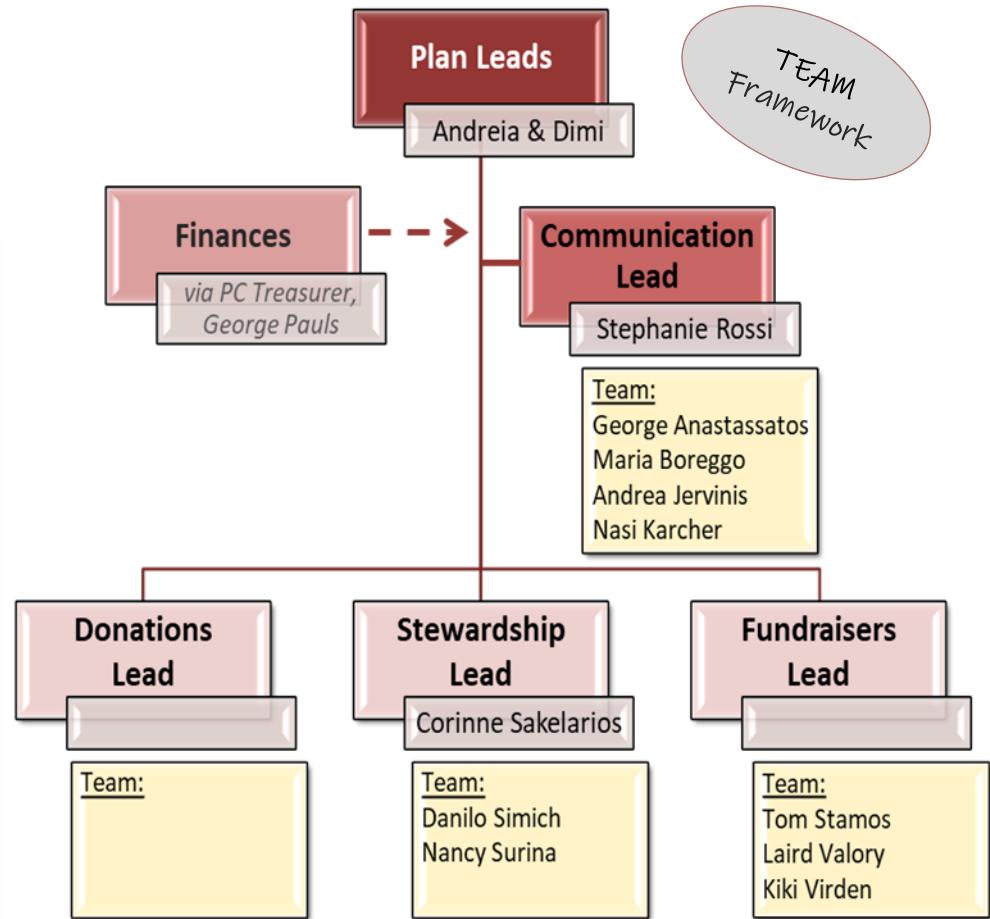 Plan Leads
Andreia & Dimi
TEAM
Framework
Finances
via PC Treasurer,
George Pauls
Communication
Lead
Stephanie Rossi
Team:
George Anastassatos
Maria Boreggo
Andrea Jervinis
Nasi Karcher
Donations
Lead
Team:
Stewardship
Lead
Corinne Sakelarios
Team:
Danilo Simich
Nancy Surina
Fundraisers
Lead
Team:
Tom Stamos
Laird Valory
Kiki Virden